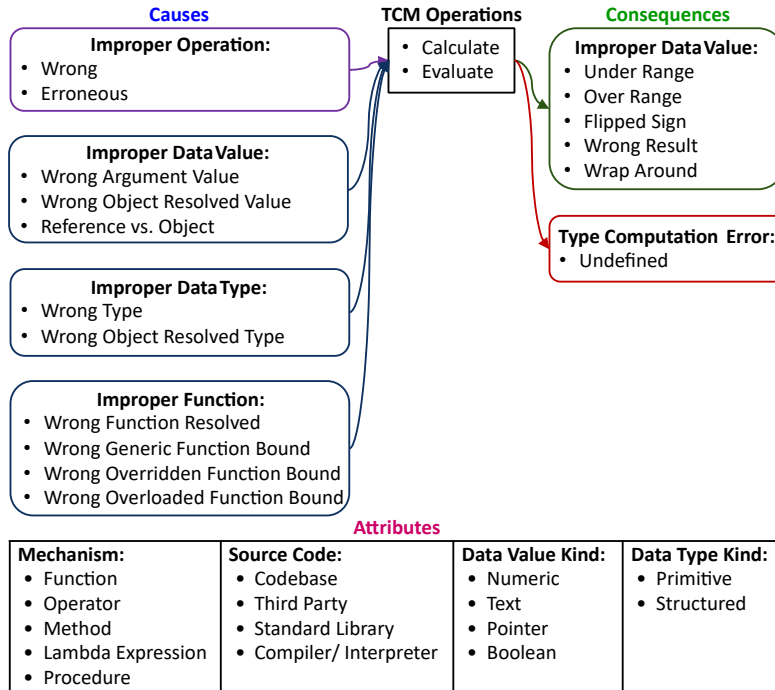 Causes
Improper Operation:
• Wrong
• Erroneous
Improper Data Value:
• Wrong Argument Value
• Wrong Object Resolved Value
• Reference vs. Object
Improper Data Type:
• Wrong Type
• Wrong Object Resolved Type
Improper Function:
• Wrong Function Resolved
• Wrong Generic Function Bound
• Wrong Overridden Function Bound
• Wrong Overloaded Function Bound
TCM Operations
• Calculate
• Evaluate
Consequences
Improper Data Value:
• Under Range
• Over Range
• Flipped Sign
• Wrong Result
• Wrap Around
Type Computation Error:
• Undefined
Attributes
Mechanism:
• Function
• Operator
• Method
• Lambda Expression
• Procedure
Source Code:
• Codebase
• Third Party
• Standard Library
• Compiler/ Interpreter
Data Value Kind:
• Numeric
• Text
• Pointer
• Boolean
Data Type Kind:
• Primitive
• Structured